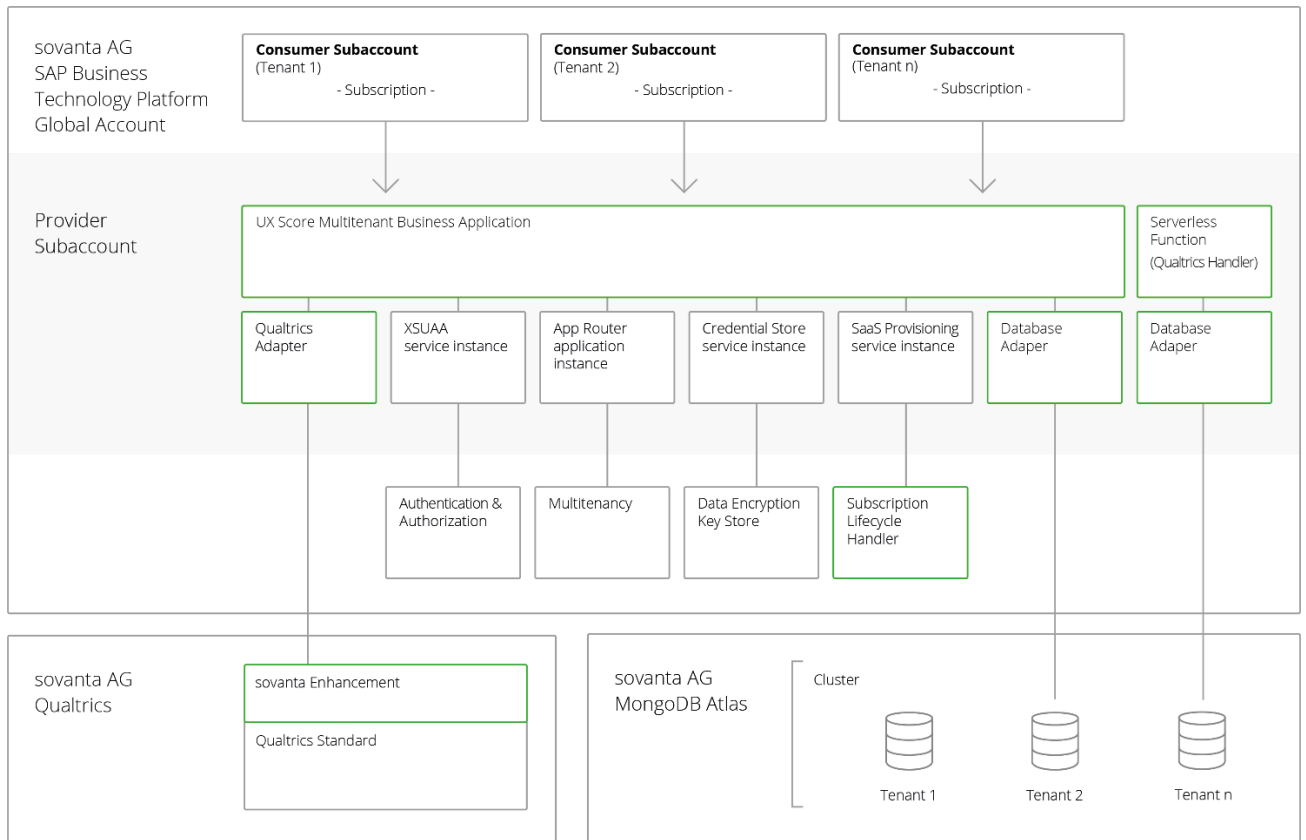 sovanta AG
SAP Business
Technology Platform
Global Account
Consumer Subaccount
(Tenant 1)
- Subscription -
Consumer Subaccount
(Tenant 2)
- Subscription -
Consumer Subaccount
(Tenant n)
- Subscription -
Provider
Subaccount
UX Score Multitenant Business Application
Serverless
Function
(Qualtrics Handler)
Qualtrics
Adapter
XSUAA
service instance
App Router
application
instance
Credential Store
service instance
SaaS Provisioning
service instance
Database
Adaper
Database
Adaper
Authentication &
Authorization
Multitenancy
Data Encryption
Key Store
Subscription
Lifecycle
Handler
sovanta AG
Qualtrics
sovanta Enhancement
Qualtrics Standard
sovanta AG
MongoDB Atlas
Cluster
Tenant 1
Tenant 2
Tenant n